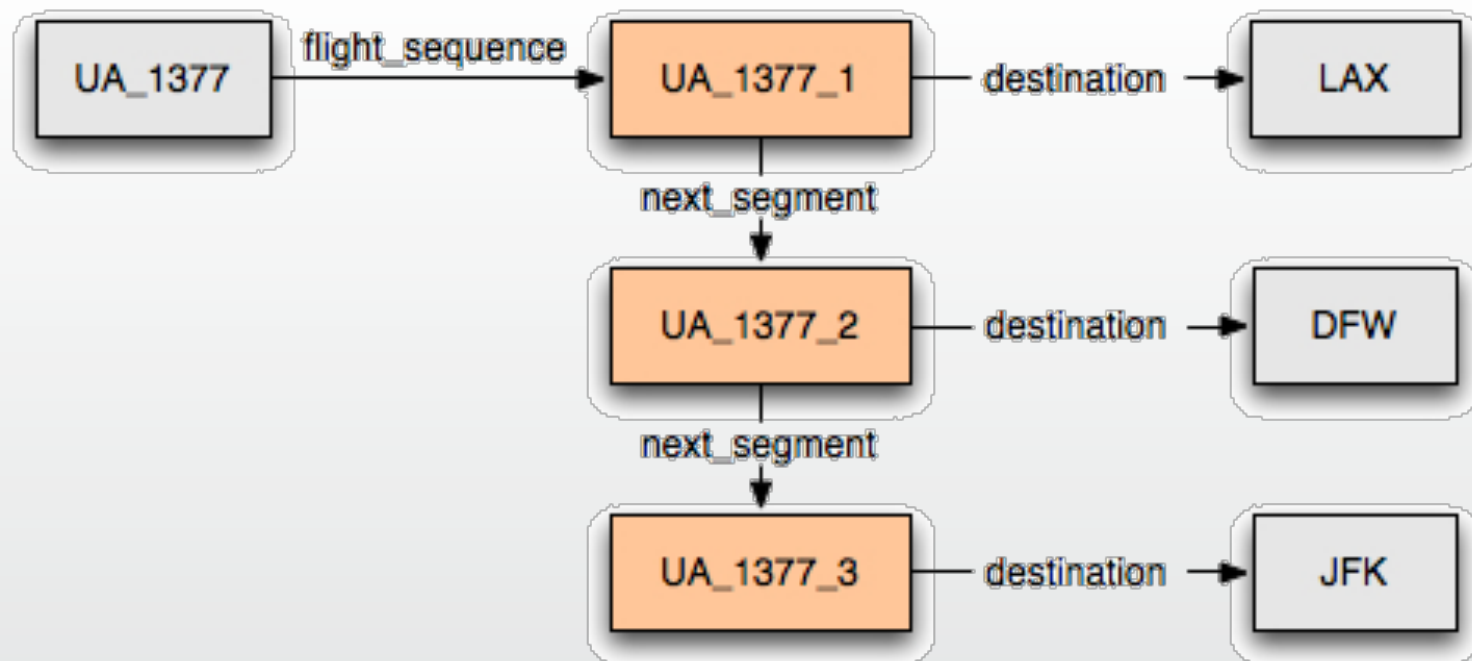 UA_1377
flight_sequence
UA_1377_1
destination
LAX
next_segment
UA_1377_2
destination
DFW
next_segment
UA_1377_3
destination
JFK